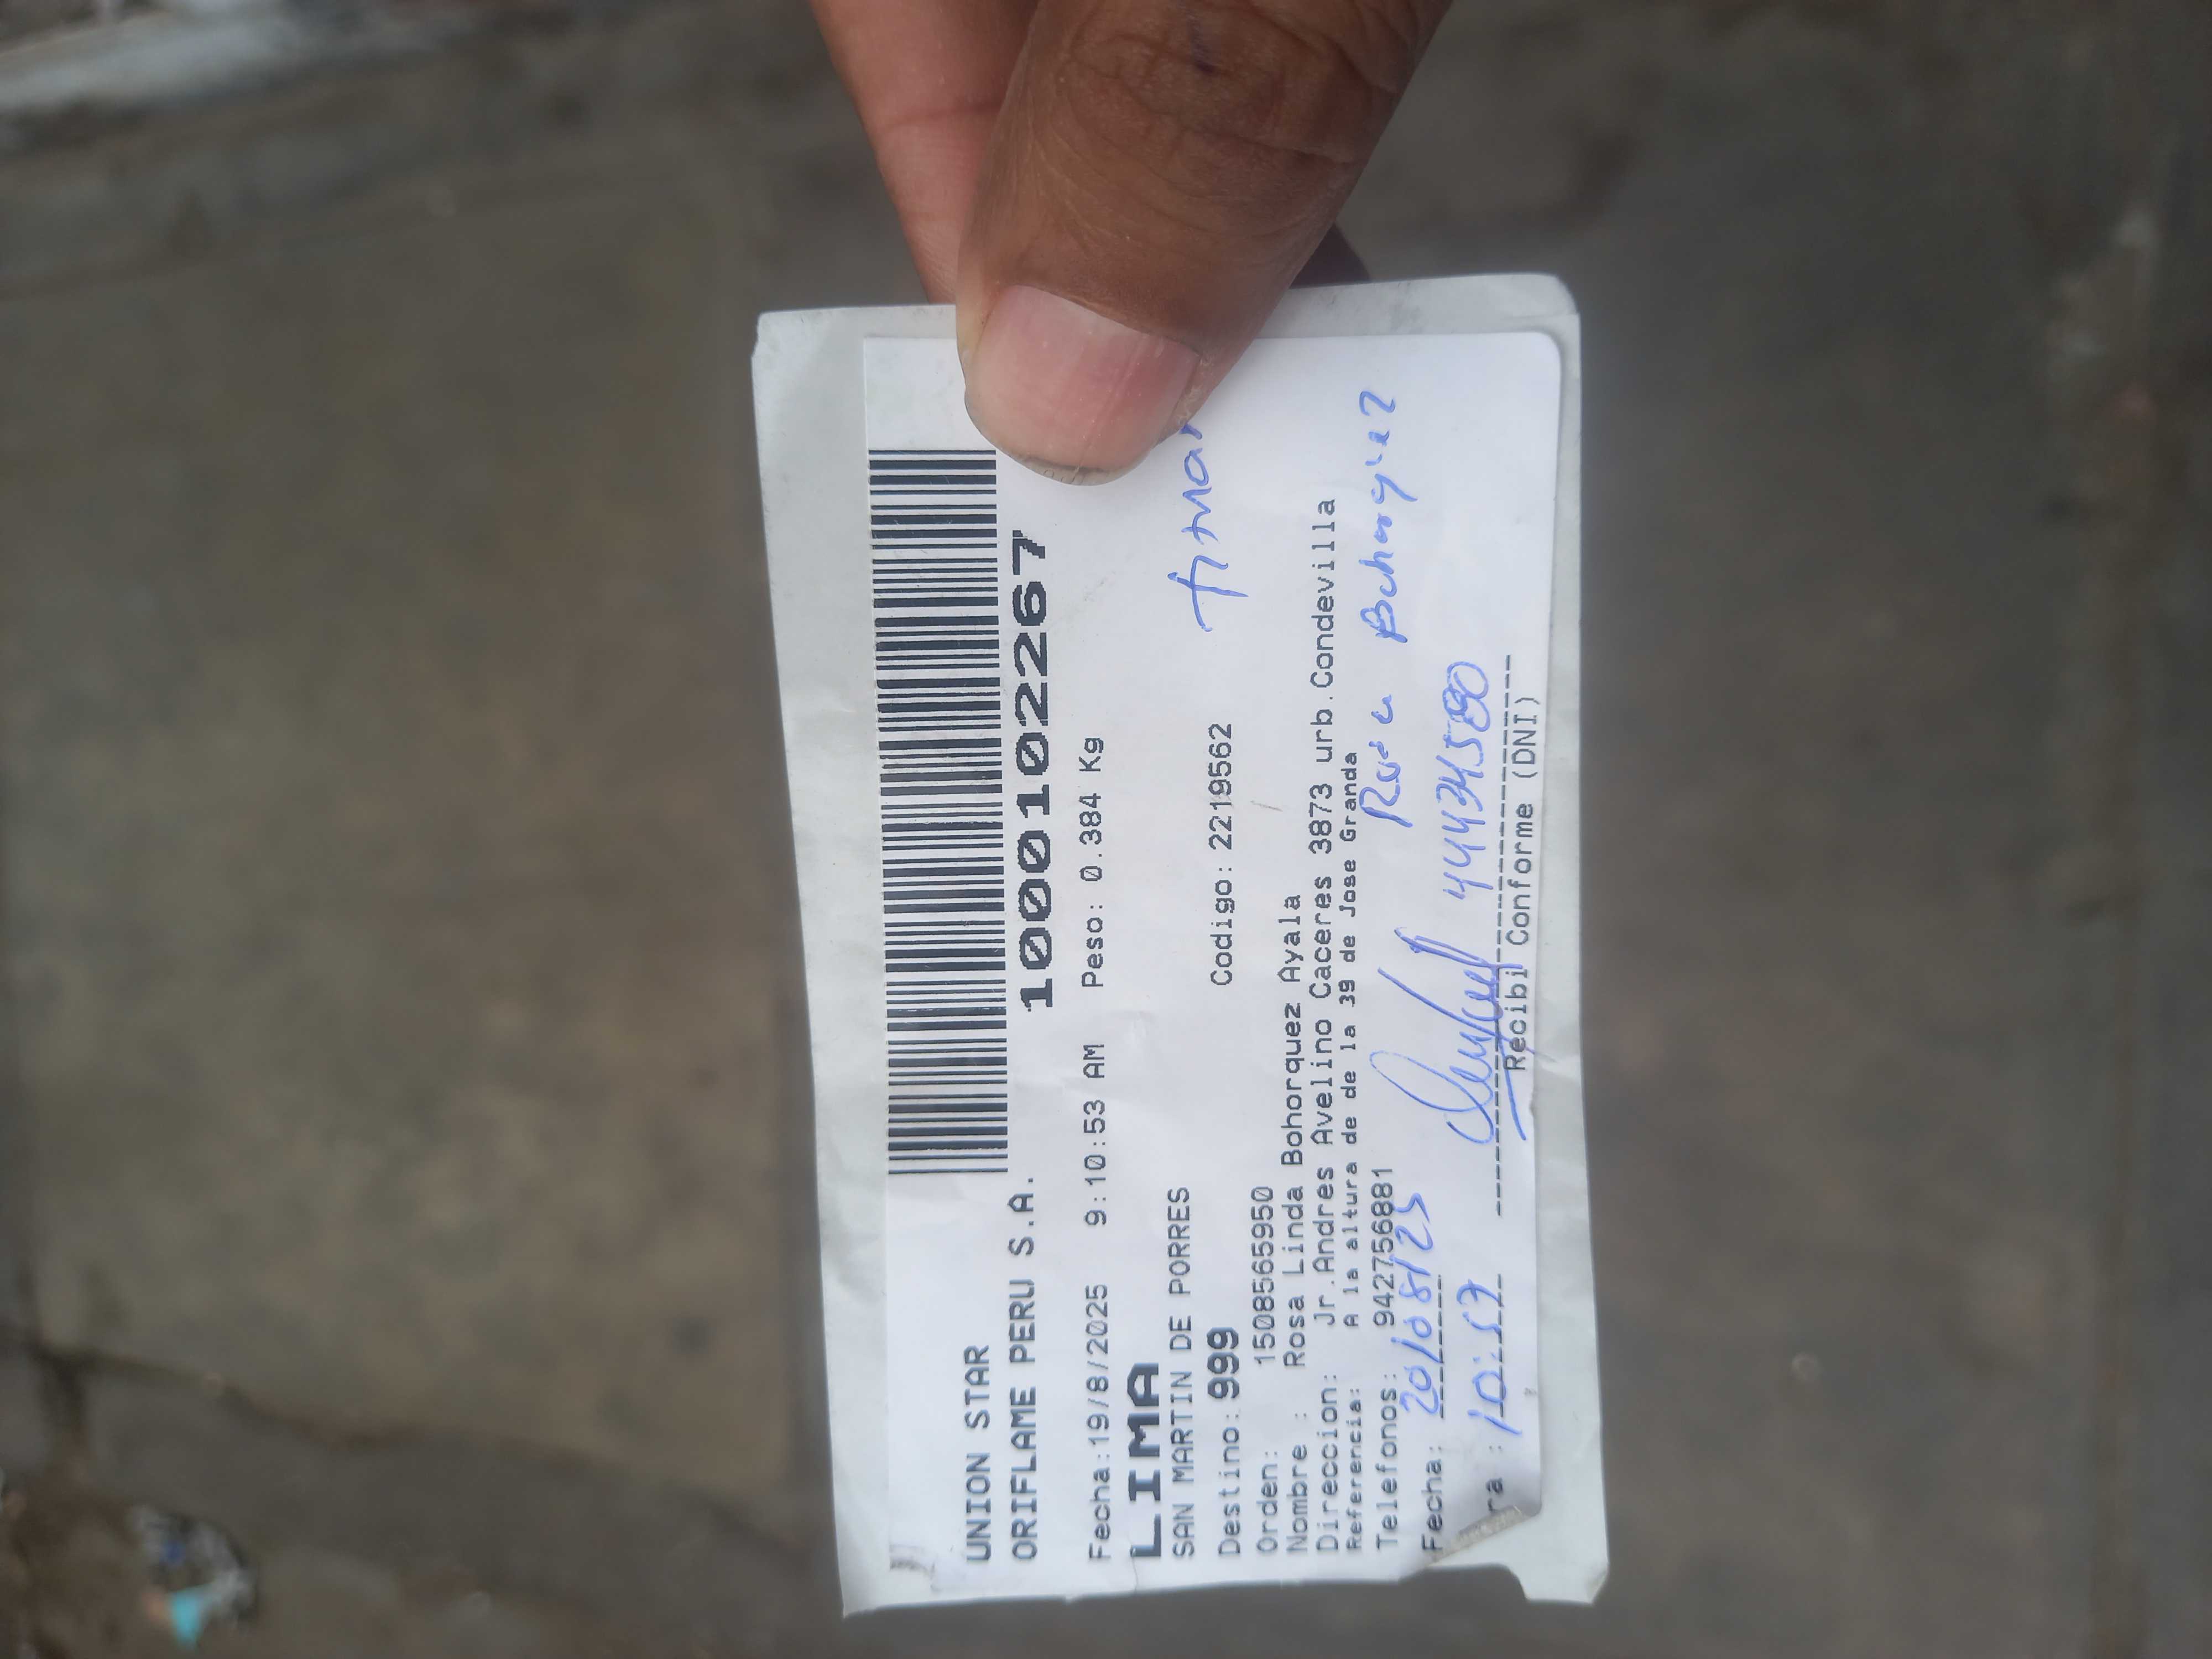 UNION STAR
ORIFLAME PERU S.A.
10001022267
Fecha:19/8/2025 9:10:53 AM Peso: 0.384 Kg
LIMA
SAN MARTIN DE PORRES
Destino: 999 Codigo: 2219562
Orden: 1508565950
Nombre : Rosa Linda Bohorquez Ayala
Direccion: Jr.Andres Avelino Caceres 3873 urb.Condevilla
Referencia: A la altura de de la 39 de Jose Granda
Telefonos: 942756881
Rosa Bohorquez
Fecha: 20/08/25
ra : 10:57
Recibi Conforme (DNI)